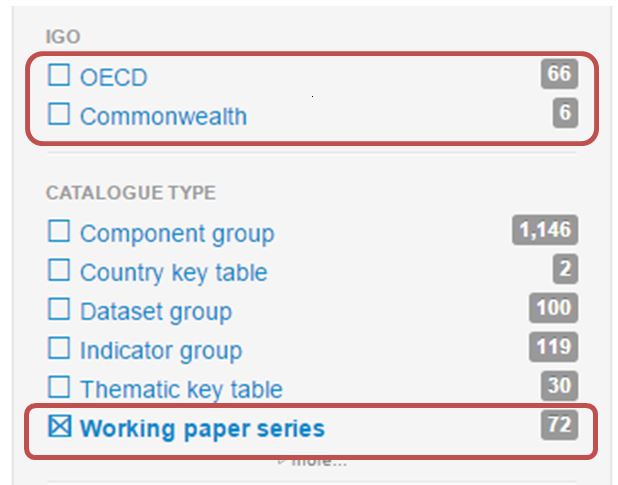 IGO
OECD 66
Commonwealth 6
CATALOGUE TYPE
Component group 1,146
Country key table 2
Dataset group 100
Indicator group 119
Thematic key table 30
Working paper series 72
more...